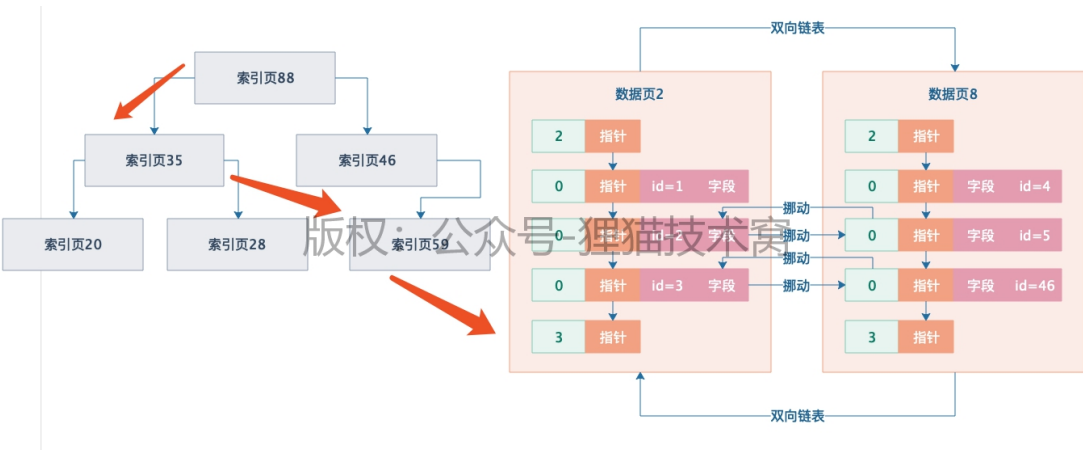 双向链表
索引页88
数据页2
数据页8
2 指针
2 指针
索引页35
索引页46
0 指针 id=1 字段
0 指针 字段 id=4
挪动
索引页20
索引页28
索引页59
0 指针 id=2 字段
挪动
0 指针 字段 id=5
版权：公众号-狸猫技术窝
挪动
0 指针 id=3 字段
挪动
0 指针 字段 id=46
3 指针
3 指针
双向链表